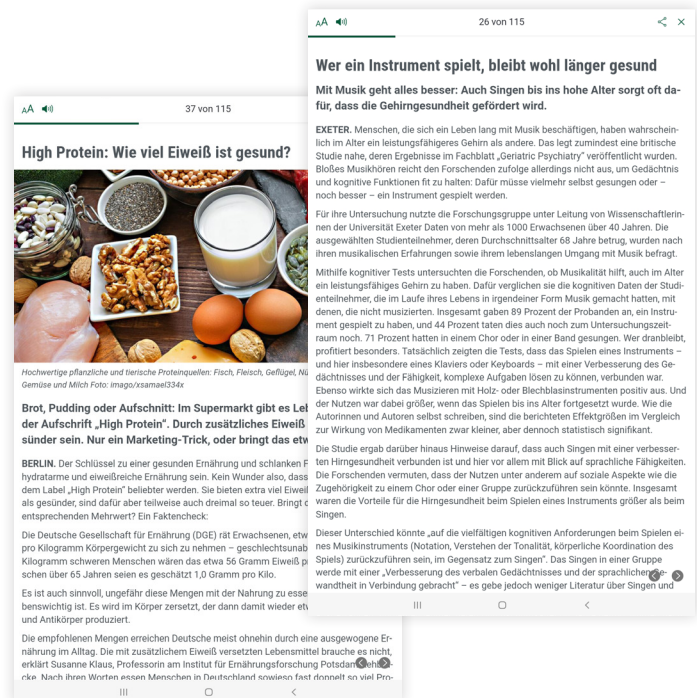 AA
37 von 115
High Protein: Wie viel Eiweiß ist gesund?
Hochwertige pflanzliche und tierische Proteinquellen: Fisch, Fleisch, Geflügel,
Gemüse und Milch Foto: imago/xsamael334x
Brot, Pudding oder Aufschnitt: Im Supermarkt gibt es
der Aufschrift „High Protein“. Durch zusätzliches Eiweiß
sünder sein. Nur ein Marketing-Trick, oder bringt das
BERLIN. Der Schlüssel zu einer gesunden Ernährung und schlanken
hydratarme und eiweißreiche Ernährung sein. Kein Wunder also,
dem Label „High Protein“ beliebter werden. Sie bieten extra viel
als gesünder, sind dafür aber teilweise auch dreimal so teuer. Bringt
entsprechenden Mehrwert? Ein Faktencheck:
Die Deutsche Gesellschaft für Ernährung (DGE) rät Erwachsenen,
pro Kilogramm Körpergewicht zu sich zu nehmen –
Kilogramm schweren Menschen wären das etwa 56 Gramm Eiweiß
schen über 65 Jahren seien es geschätzt 1,0 Gramm pro Kilo.
Es ist auch sinnvoll, ungefähr diese Mengen mit der Nahrung zu
benswichtig ist. Es wird im Körper zersetzt, der dann damit wieder
und Antikörper produziert.
Die empfohlenen Mengen erreichen Deutsche meist ohnehin durch eine ausgewogene Er-
nährung im Alltag. Die mit zusätzlichem Eiweiß versetzten Lebensmittel brauche es nicht,
erklärt Susanne Klaus, Professorin am Institut für Ernährungsforschung
cke. Nach ihren Worten essen Menschen in Deutschland sowieso fast doppelt so viel Pro-
AA
26 von 115
Wer ein Instrument spielt, bleibt wohl länger gesund
Mit Musik geht alles besser: Auch Singen bis ins hohe Alter sorgt oft da-
für, dass die Gehirngesundheit gefördert wird.
EXETER. Menschen, die sich ein Leben lang mit Musik beschäftigen, haben wahrschein-
lich im Alter ein leistungsfähigeres Gehirn als andere. Das legt zumindest eine britische
Studie nahe, deren Ergebnisse im Fachblatt „Geriatric Psychiatry“ veröffentlicht wurden.
Bloßes Musikhören reicht den Forschenden zufolge allerdings nicht aus, um Gedächtnis
und kognitive Funktionen fit zu halten: Dafür müsse vielmehr selbst gesungen oder –
noch besser – ein Instrument gespielt werden.
Für ihre Untersuchung nutzte die Forschungsgruppe unter Leitung von Wissenschaftlerin-
nen der Universität Exeter Daten von mehr als 1000 Erwachsenen über 40 Jahren. Die
ausgewählten Studienteilnehmer, deren Durchschnittsalter 68 Jahre betrug, wurden nach
ihren musikalischen Erfahrungen sowie ihrem lebenslangen Umgang mit Musik befragt.
Mithilfe kognitiver Tests untersuchten die Forschenden, ob Musikalität hilft, auch im Alter
ein leistungsfähiges Gehirn zu haben. Dafür verglichen sie die kognitiven Daten der Studi-
enteilnehmer, die im Laufe ihres Lebens in irgendeiner Form Musik gemacht hatten, mit
denen, die nicht musizierten. Insgesamt gaben 89 Prozent der Probanden an, ein Instru-
ment gespielt zu haben, und 44 Prozent taten dies auch noch zum Untersuchungszeit-
raum noch. 71 Prozent hatten in einem Chor oder in einer Band gesungen. Wer dranbleibt,
profitiert besonders. Tatsächlich zeigten die Tests, dass das Spielen eines Instruments –
und hier insbesondere eines Klaviers oder Keyboards – mit einer Verbesserung des Ge-
dächtnisses und der Fähigkeit, komplexe Aufgaben lösen zu können, verbunden war.
Ebenso wirkte sich das Musizieren mit Holz- oder Blechblasinstrumenten positiv aus. Und
der Nutzen war dabei größer, wenn das Spielen bis ins Alter fortgesetzt wurde. Wie die
Autorinnen und Autoren selbst schreiben, sind die berichteten Effektgrößen im Vergleich
zur Wirkung von Medikamenten zwar kleiner, aber dennoch statistisch signifikant.
Die Studie ergab darüber hinaus Hinweise darauf, dass auch Singen mit einer verbesser-
ten Hirngesundheit verbunden ist und hier vor allem mit Blick auf sprachliche Fähigkeiten.
Die Forschenden vermuten, dass der Nutzen unter anderem auf soziale Aspekte wie die
Zugehörigkeit zu einem Chor oder einer Gruppe zurückzuführen sein könnte. Insgesamt
waren die Vorteile für die Hirngesundheit beim Spielen eines Instruments größer als beim
Singen.
Dieser Unterschied könnte „auf die vielfältigen kognitiven Anforderungen beim Spielen ei-
nes Musikinstruments (Notation, Verstehen der Tonalität, körperliche Koordination des
Spiels) zurückzuführen sein, im Gegensatz zum Singen“. Das Singen in einer Gruppe
werde mit einer „Verbesserung des verbalen Gedächtnisses und der sprachlichen Ge-
wandtheit in Verbindung gebracht“ – es gebe jedoch weniger Literatur über Singen und